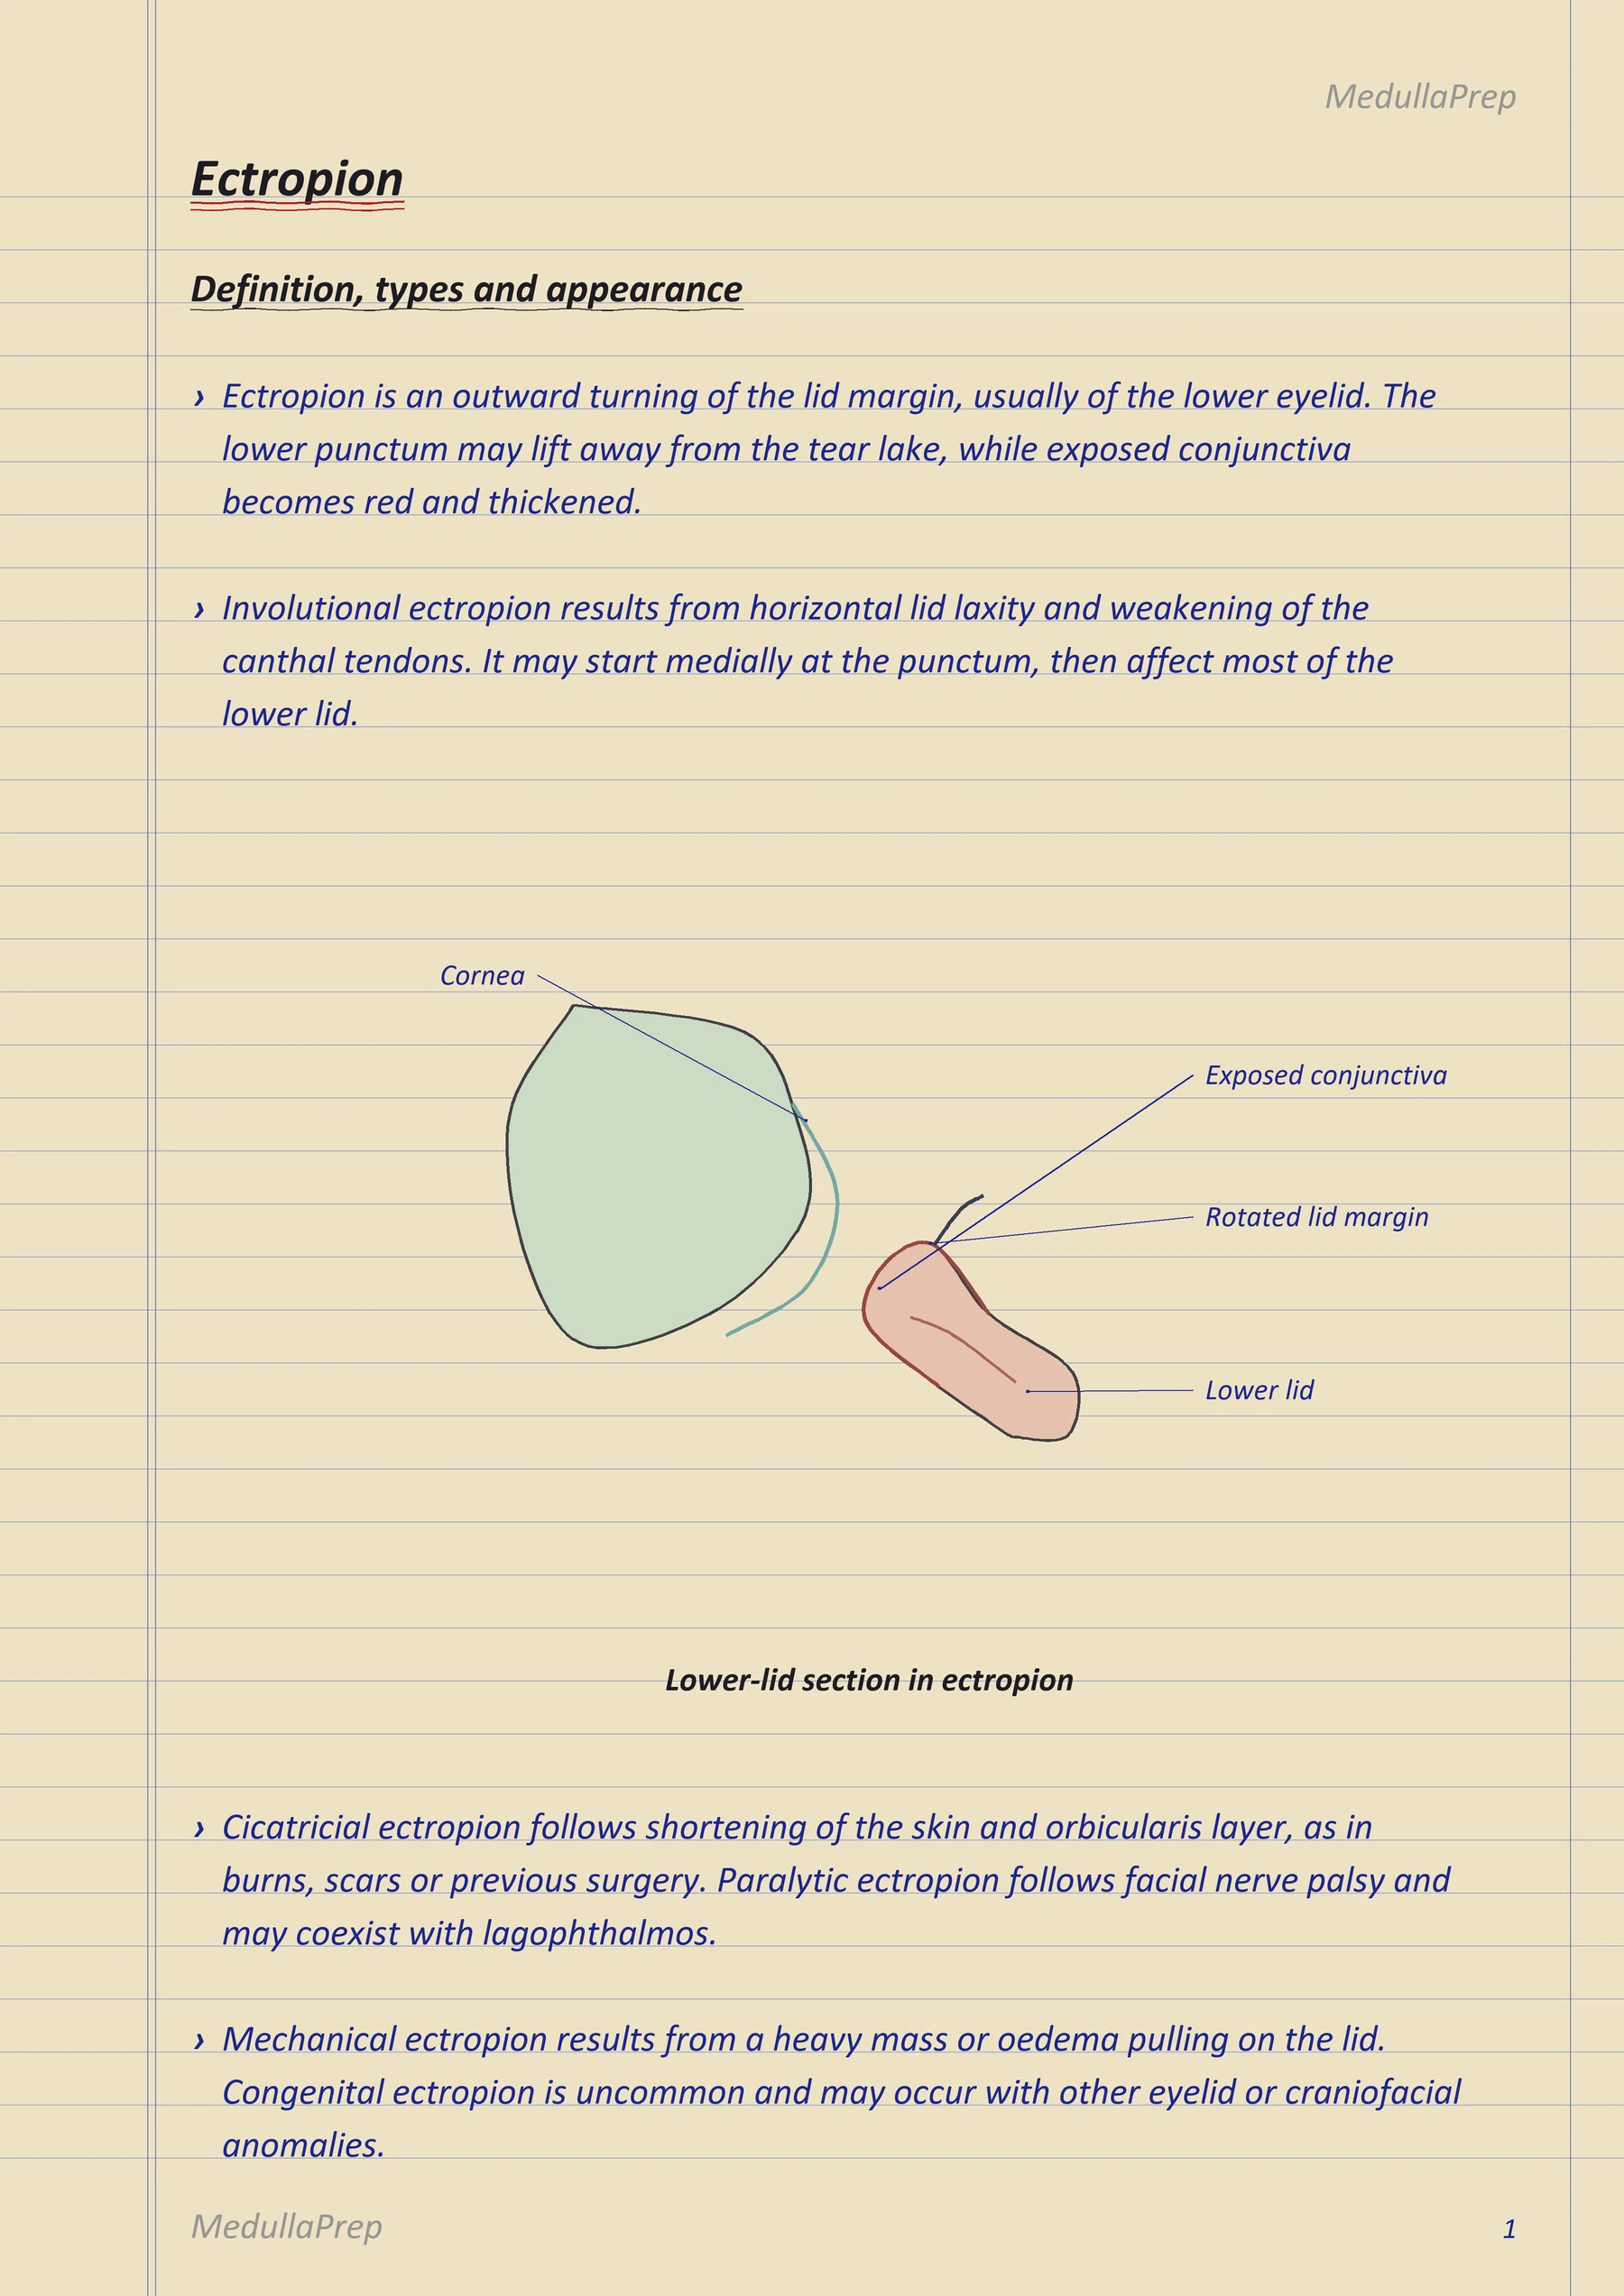 MedullaPrep
Ectropion
Definition, types and appearance
› Ectropion is an outward turning of the lid margin, usually of the lower eyelid. The
lower punctum may lift away from the tear lake, while exposed conjunctiva
becomes red and thickened.
› Involutional ectropion results from horizontal lid laxity and weakening of the
canthal tendons. It may start medially at the punctum, then affect most of the
lower lid.
Cornea
Exposed conjunctiva
Rotated lid margin
Lower lid
Lower-lid section in ectropion
› Cicatricial ectropion follows shortening of the skin and orbicularis layer, as in
burns, scars or previous surgery. Paralytic ectropion follows facial nerve palsy and
may coexist with lagophthalmos.
› Mechanical ectropion results from a heavy mass or oedema pulling on the lid.
Congenital ectropion is uncommon and may occur with other eyelid or craniofacial
anomalies.
MedullaPrep
1